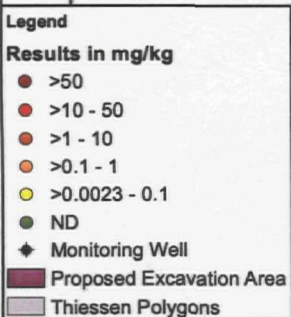 Legend
Results in mg/kg
>50
>10 - 50
>1 - 10
>0.1 - 1
>0.0023 - 0.1
ND
Monitoring Well
Proposed Excavation Area
Thiessen Polygons